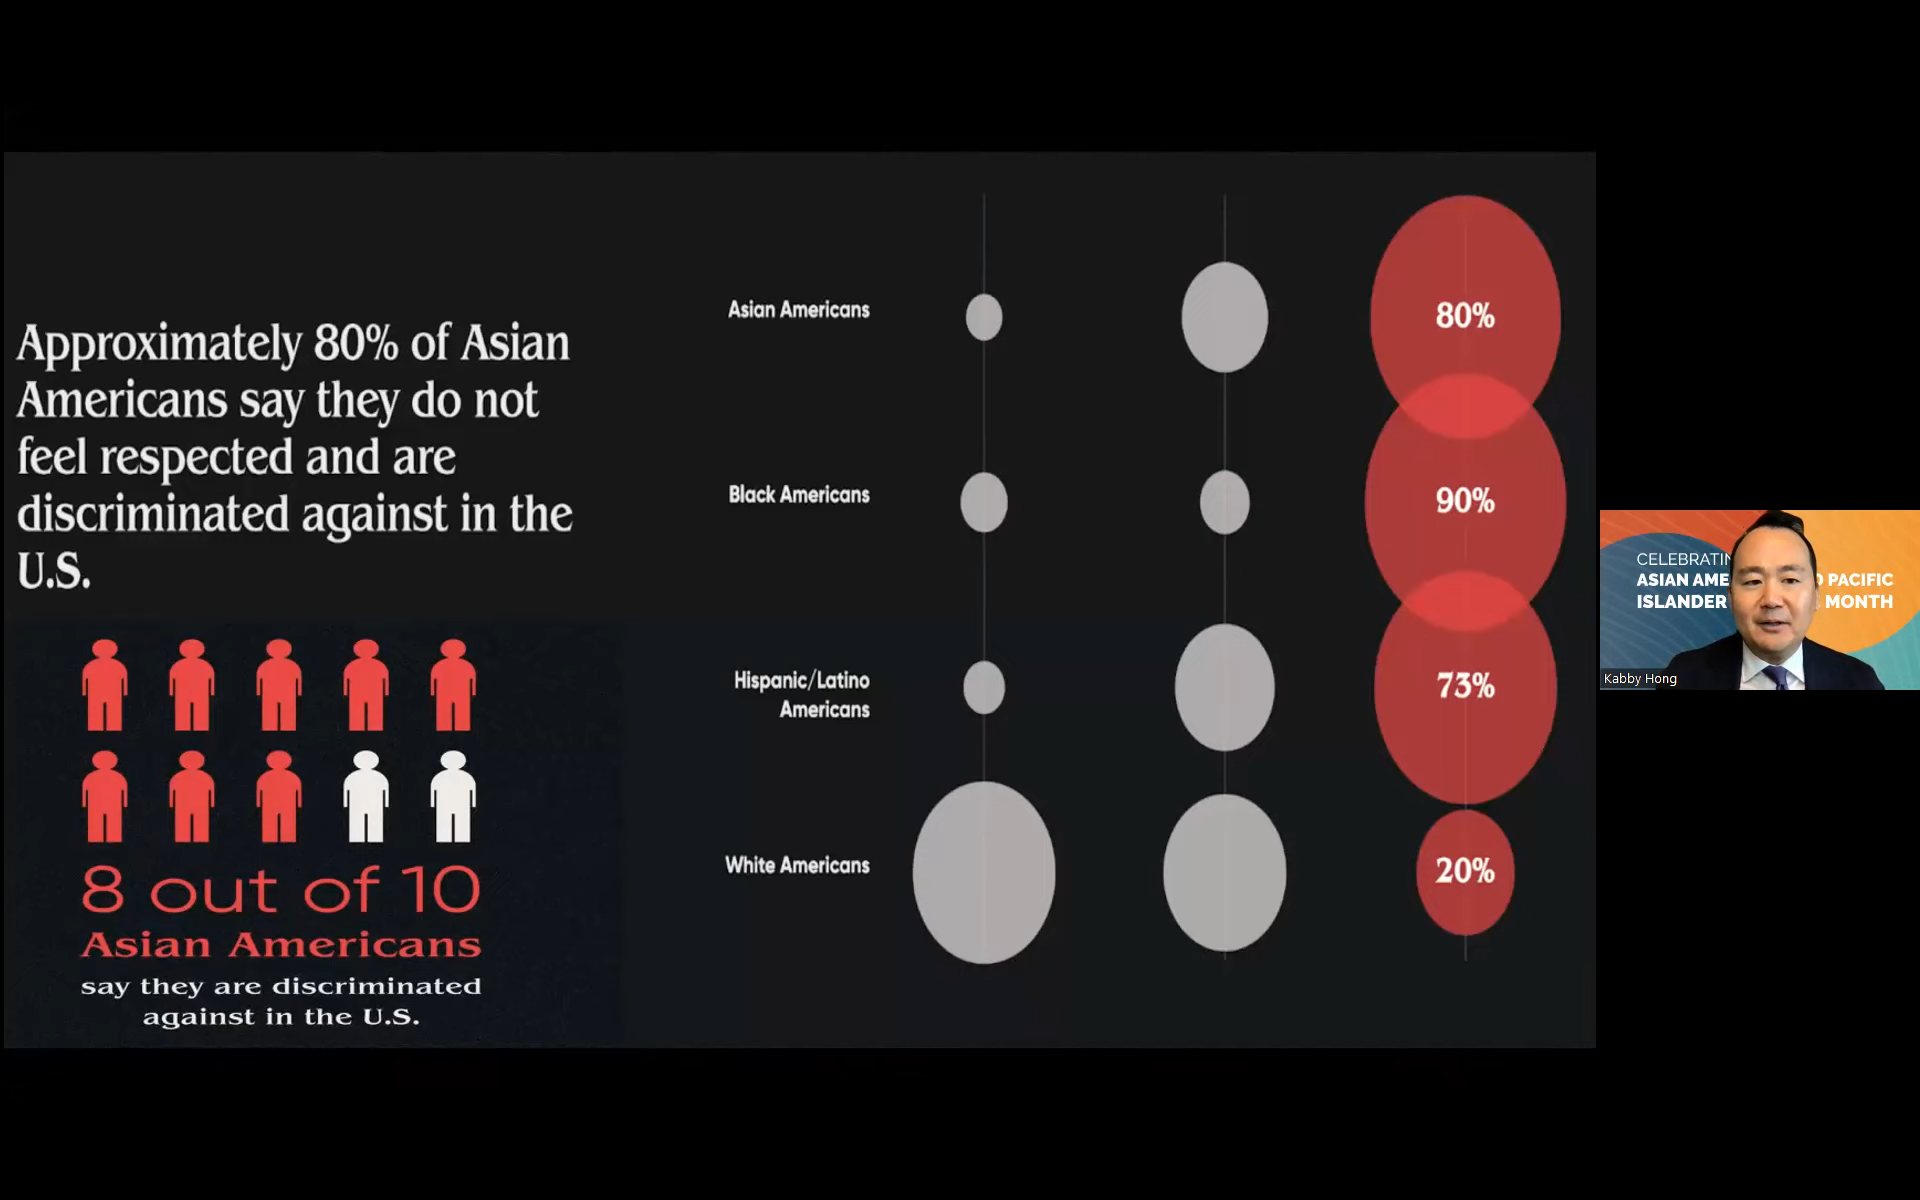 Approximately 80% of Asian
Americans say they do not
feel respected and are
discriminated against in the
U.S.
8 out of 10
Asian Americans
say they are discriminated
against in the U.S.
Asian Americans
80%
Black Americans
90%
Hispanic/Latino
Americans
73%
White Americans
20%
CELEBRATIN
ASIAN AME PACIFIC
ISLANDER MONTH
Kabby Hong